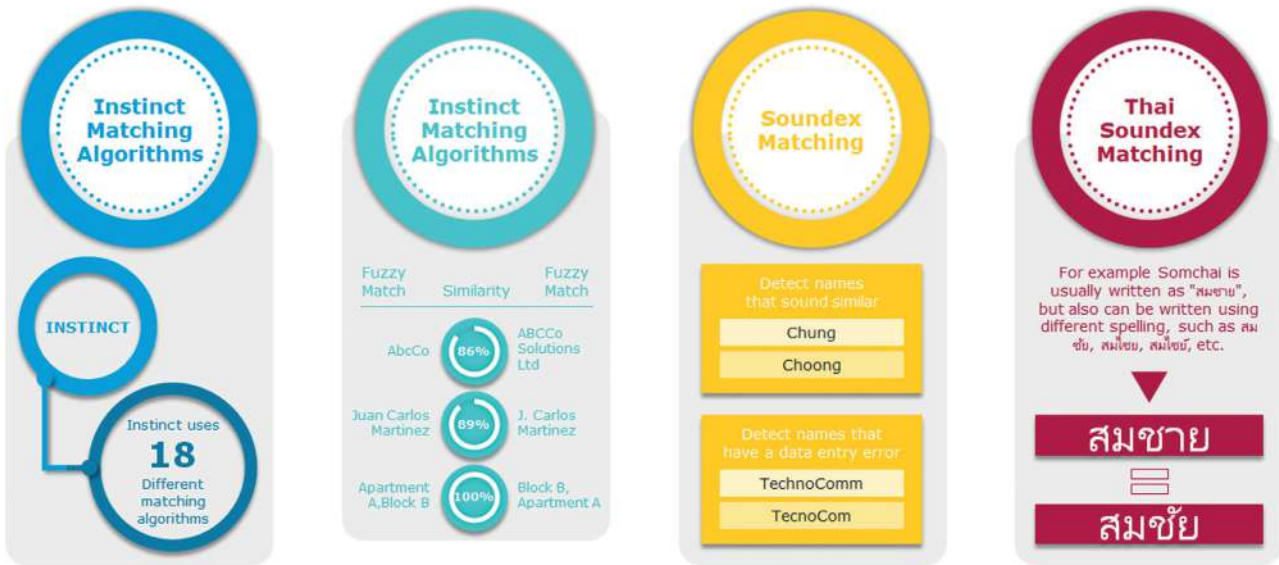 Instinct
Matching
Algorithms
INSTINCT
Instinct uses
18
Different
matching
algorithms
Instinct
Matching
Algorithms
Fuzzy
Match
Similarity
Fuzzy
Match
AbcCo
86%
ABCCo
Solutions
Ltd
Juan Carlos
Martinez
89%
J. Carlos
Martinez
Apartment
A,Block B
100%
Block B,
Apartment A
Soundex
Matching
Detect names
that sound similar
Chung
Choong
Detect names that
have a data entry error
TechnoComm
TecnoCom
Thai
Soundex
Matching
For example Somchai is
usually written as "สมชาย",
but also can be written using
different spelling, such as สม
ชัย, สมไชย, สมไชย์, etc.
สมชาย
สมชัย